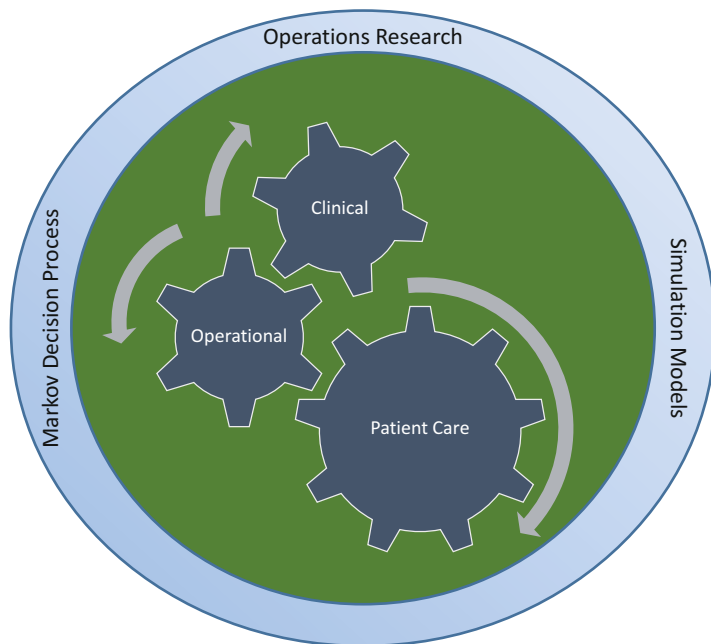 Operations Research
Clinical
Operational
Patient Care
Markov Decision Process
Simulation Models